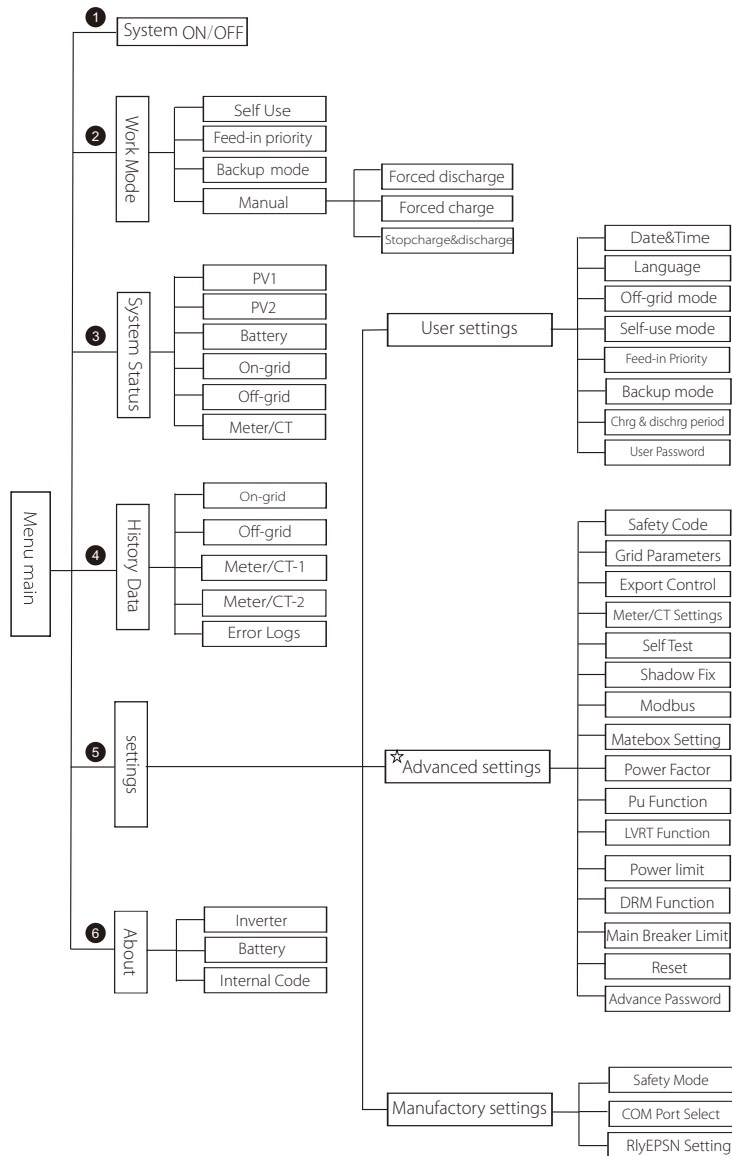 Menu main
1
System ON/OFF
2
Work Mode
Self Use
Feed-in priority
Backup mode
Manual
Forced discharge
Forced charge
Stopcharge&discharge
3
System Status
PV1
PV2
Battery
On-grid
Off-grid
Meter/CT
4
History Data
On-grid
Off-grid
Meter/CT-1
Meter/CT-2
Error Logs
5
settings
User settings
Date&Time
Language
Off-grid mode
Self-use mode
Feed-in Priority
Backup mode
Chrg & dischrg period
User Password
☆Advanced settings
Safety Code
Grid Parameters
Export Control
Meter/CT Settings
Self Test
Shadow Fix
Modbus
Matebox Setting
Power Factor
Pu Function
LVRT Function
Power limit
DRM Function
Main Breaker Limit
Reset
Advance Password
Manufactory settings
Safety Mode
COM Port Select
RlyEPSN Setting
6
About
Inverter
Battery
Internal Code